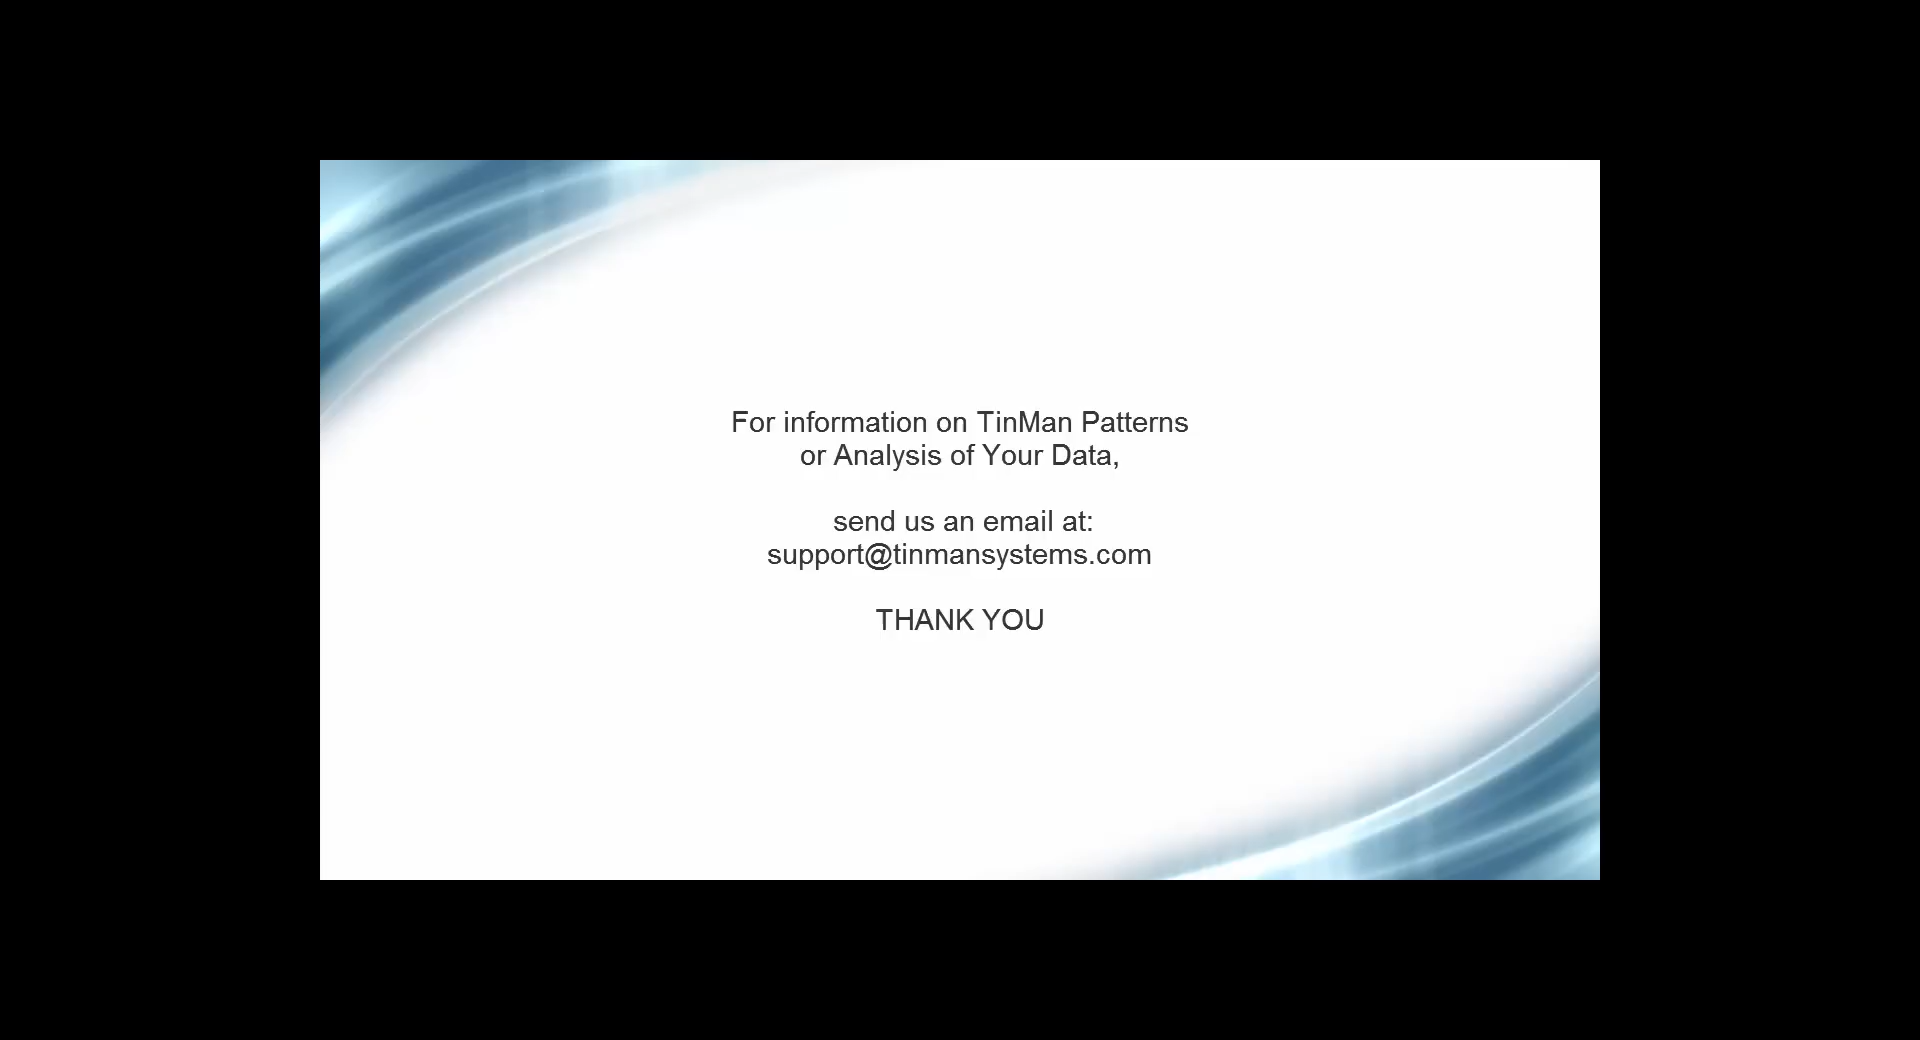 For information on TinMan Patterns
or Analysis of Your Data,
send us an email at:
support@tinmansystems.com
THANK YOU